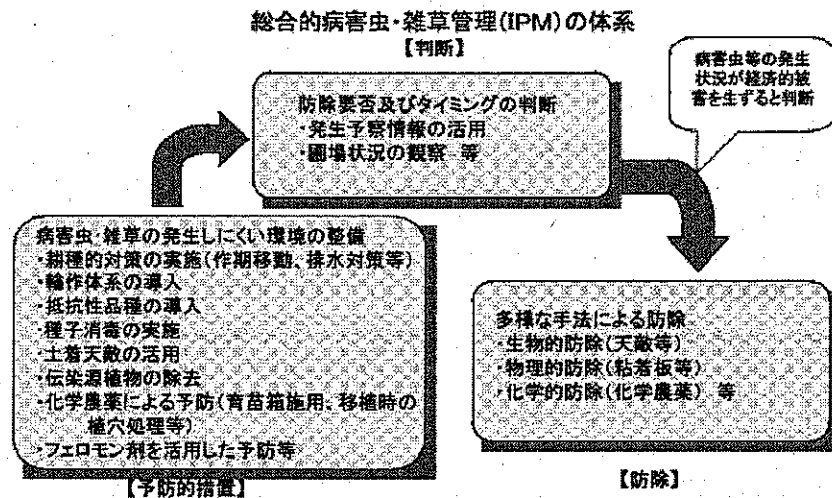 総合的病害虫・雑草管理(IPM)の体系
【判断】
防除要否及びタイミングの判断
・発生予察情報の活用
・圃場状況の観察 等
病害虫等の発生
状況が経済的被
害を生ずると判断
病害虫・雑草の発生しにくい環境の整備
・耕種的対策の実施(作期移動、排水対策等)
・輪作体系の導入
・抵抗性品種の導入
・種子消毒の実施
・土着天敵の活用
・伝染源植物の除去
・化学農薬による予防(育苗箱施用、移植時の
植穴処理等)
・フェロモン剤を活用した予防等
【予防的措置】
多様な手法による防除
・生物的防除(天敵等)
・物理的防除(粘着板等)
・化学的防除(化学農薬) 等
【防除】